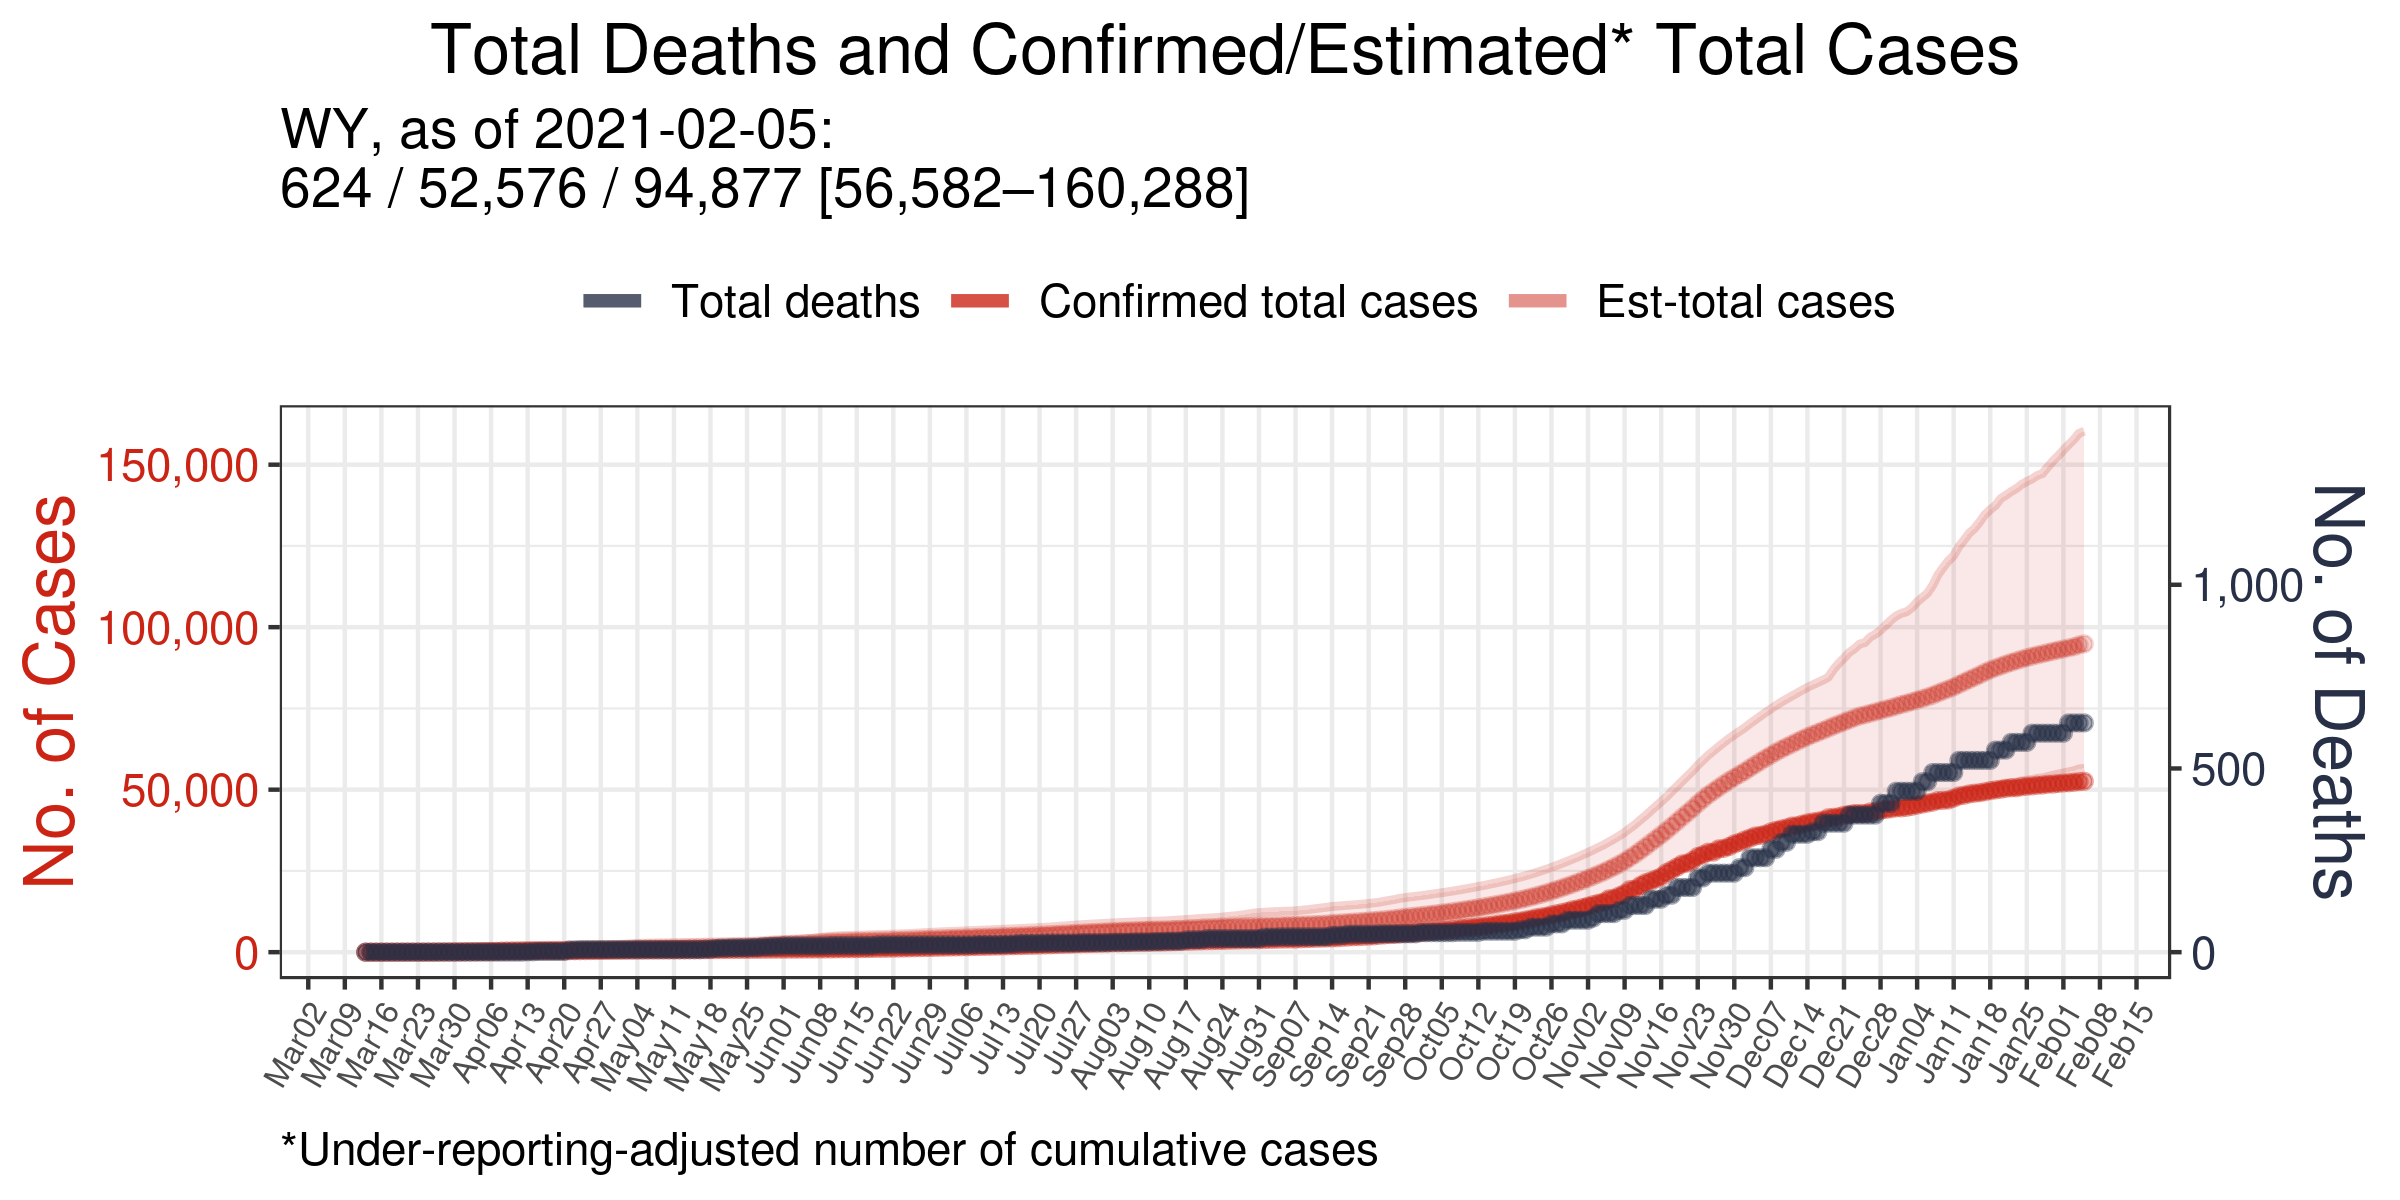 Total Deaths and Confirmed/Estimated* Total Cases
WY, as of 2021-02-05:
624 / 52,576 / 94,877 [56,582–160,288]
Total deaths
Confirmed total cases
Est-total cases
No. of Cases
150,000
100,000
50,000
0
No. of Deaths
1,000
500
0
Mar02
Mar09
Mar16
Mar23
Mar30
Apr06
Apr13
Apr20
Apr27
May04
May11
May18
May25
Jun01
Jun08
Jun15
Jun22
Jun29
Jul06
Jul13
Jul20
Jul27
Aug03
Aug10
Aug17
Aug24
Aug31
Sep07
Sep14
Sep21
Sep28
Oct05
Oct12
Oct19
Oct26
Nov02
Nov09
Nov16
Nov23
Nov30
Dec07
Dec14
Dec21
Dec28
Jan04
Jan11
Jan18
Jan25
Feb01
Feb08
Feb15
*Under-reporting-adjusted number of cumulative cases